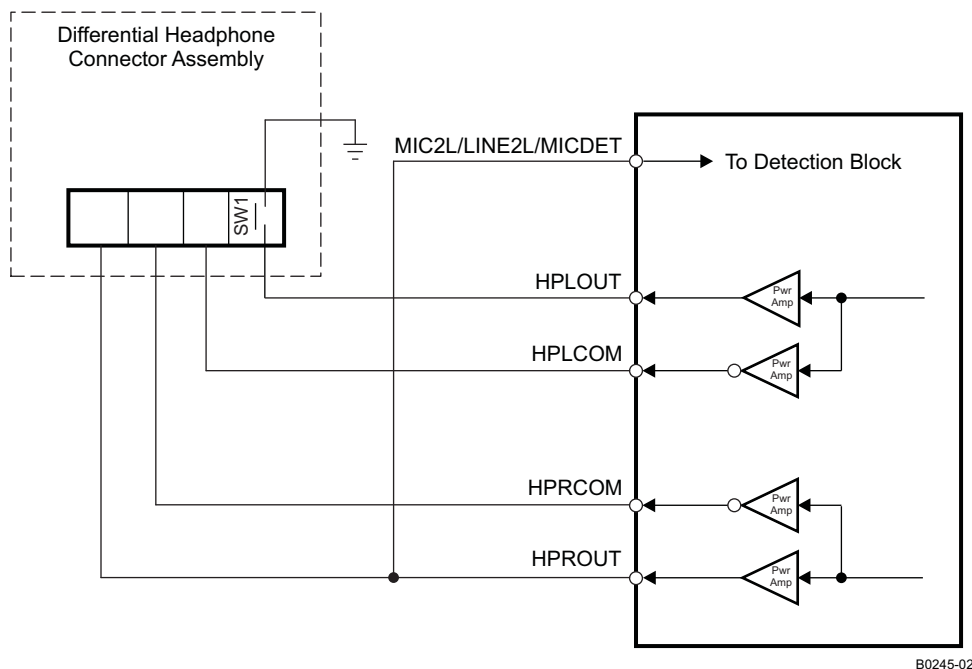 Differential Headphone
Connector Assembly
SW1
MIC2L/LINE2L/MICDET
To Detection Block
HPLOUT
Pwr
Amp
HPLCOM
Pwr
Amp
HPRCOM
Pwr
Amp
HPROUT
Pwr
Amp
B0245-02